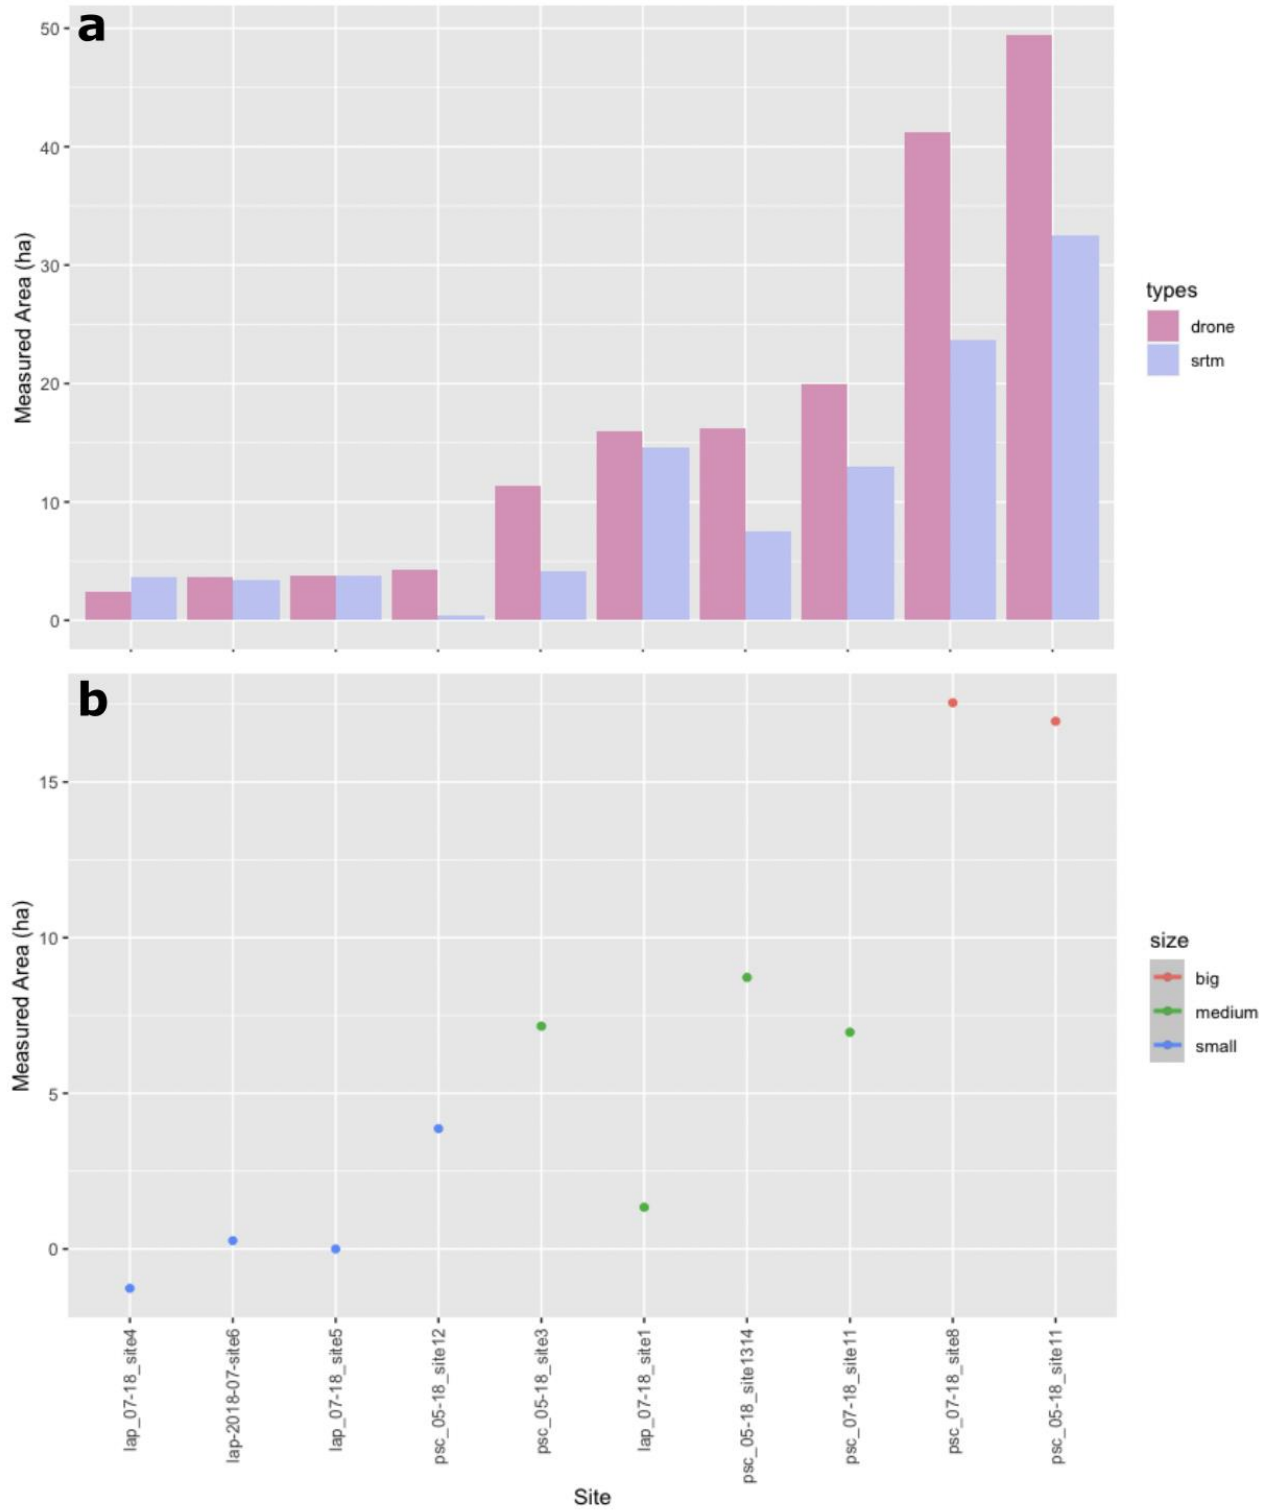 a
50
40
30
20
10
0
Measured Area (ha)
types
drone
srtm
b
15
10
5
0
Measured Area (ha)
size
big
medium
small
lap_07-18_site4
lap-2018-07-site6
lap_07-18_site5
psc_05-18_site12
psc_05-18_site3
lap_07-18_site1
psc_05-18_site1314
psc_07-18_site11
psc_07-18_site8
psc_05-18_site11
Site